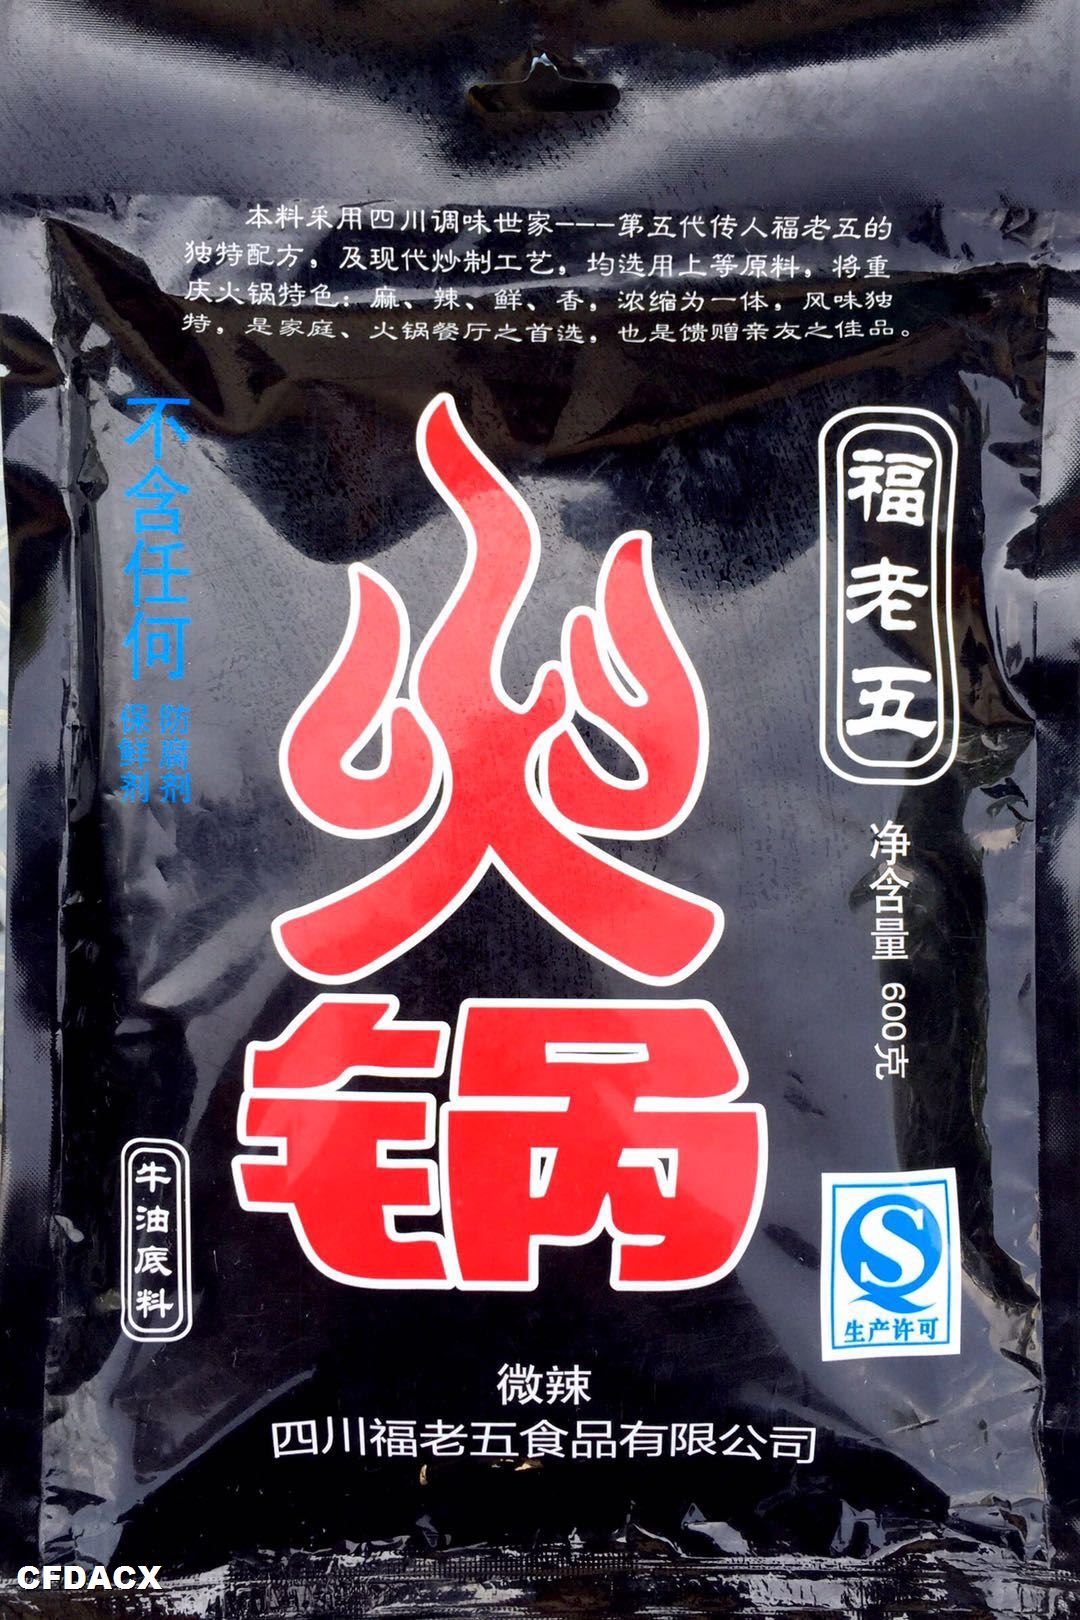 本料采用四川调味世家---第五代传人福老五的
独特配方，及现代炒制工艺，均选用上等原料，将重
庆火锅特色：麻、辣、鲜、香，浓缩为一体，风味独
特，是家庭、火锅餐厅之首选，也是馈赠亲友之佳品。
不含任何
防腐剂
保鲜剂
火锅
福老五
净含量 600克
牛油底料
S
生产许可
微辣
四川福老五食品有限公司
CFDACX